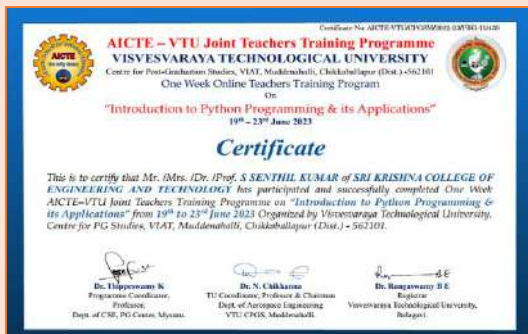 AICTE – VTU Joint Teachers Training Programme
VISVESVARAYA TECHNOLOGICAL UNIVERSITY
Centre for Post-Graduation Studies, VIAT, Muddenahalli, Chikkaballapur (Dist.) -562101
One Week Online Teachers Training Program
On
"Introduction to Python Programming & its Applications"
19th – 23rd June 2023
Certificate
This is to certify that Mr. /Mrs. /Dr. /Prof. S SENTHIL KUMAR of SRI KRISHNA COLLEGE OF
ENGINEERING AND TECHNOLOGY has participated and successfully completed One Week
AICTE–VTU Joint Teachers Training Programme on "Introduction to Python Programming &
its Applications" from 19th to 23rd June 2023 Organized by Visvesvaraya Technological University,
Centre for PG Studies, VIAT, Muddenahalli, Chikkaballapur (Dist.) - 562101.
Dr. Thippeswamy K
Programme Coordinator,
Professor,
Dept. of CSE, PG Center, Mysuru
Dr. N. Chikkanna
TU Coordinator, Professor & Chairman
Dept. of Aerospace Engineering
VTU CPGS, Muddenahalli
Dr. Rangaswamy B E
Registrar
Visvesvaraya Technological University,
Belagavi
AICTE
Certificate No